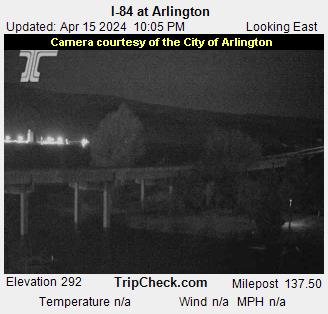 I-84 at Arlington
Updated: Apr 15 2024 10:05 PM Looking East
Camera courtesy of the City of Arlington
Elevation 292 TripCheck.com Milepost 137.50
Temperature n/a Wind n/a MPH n/a